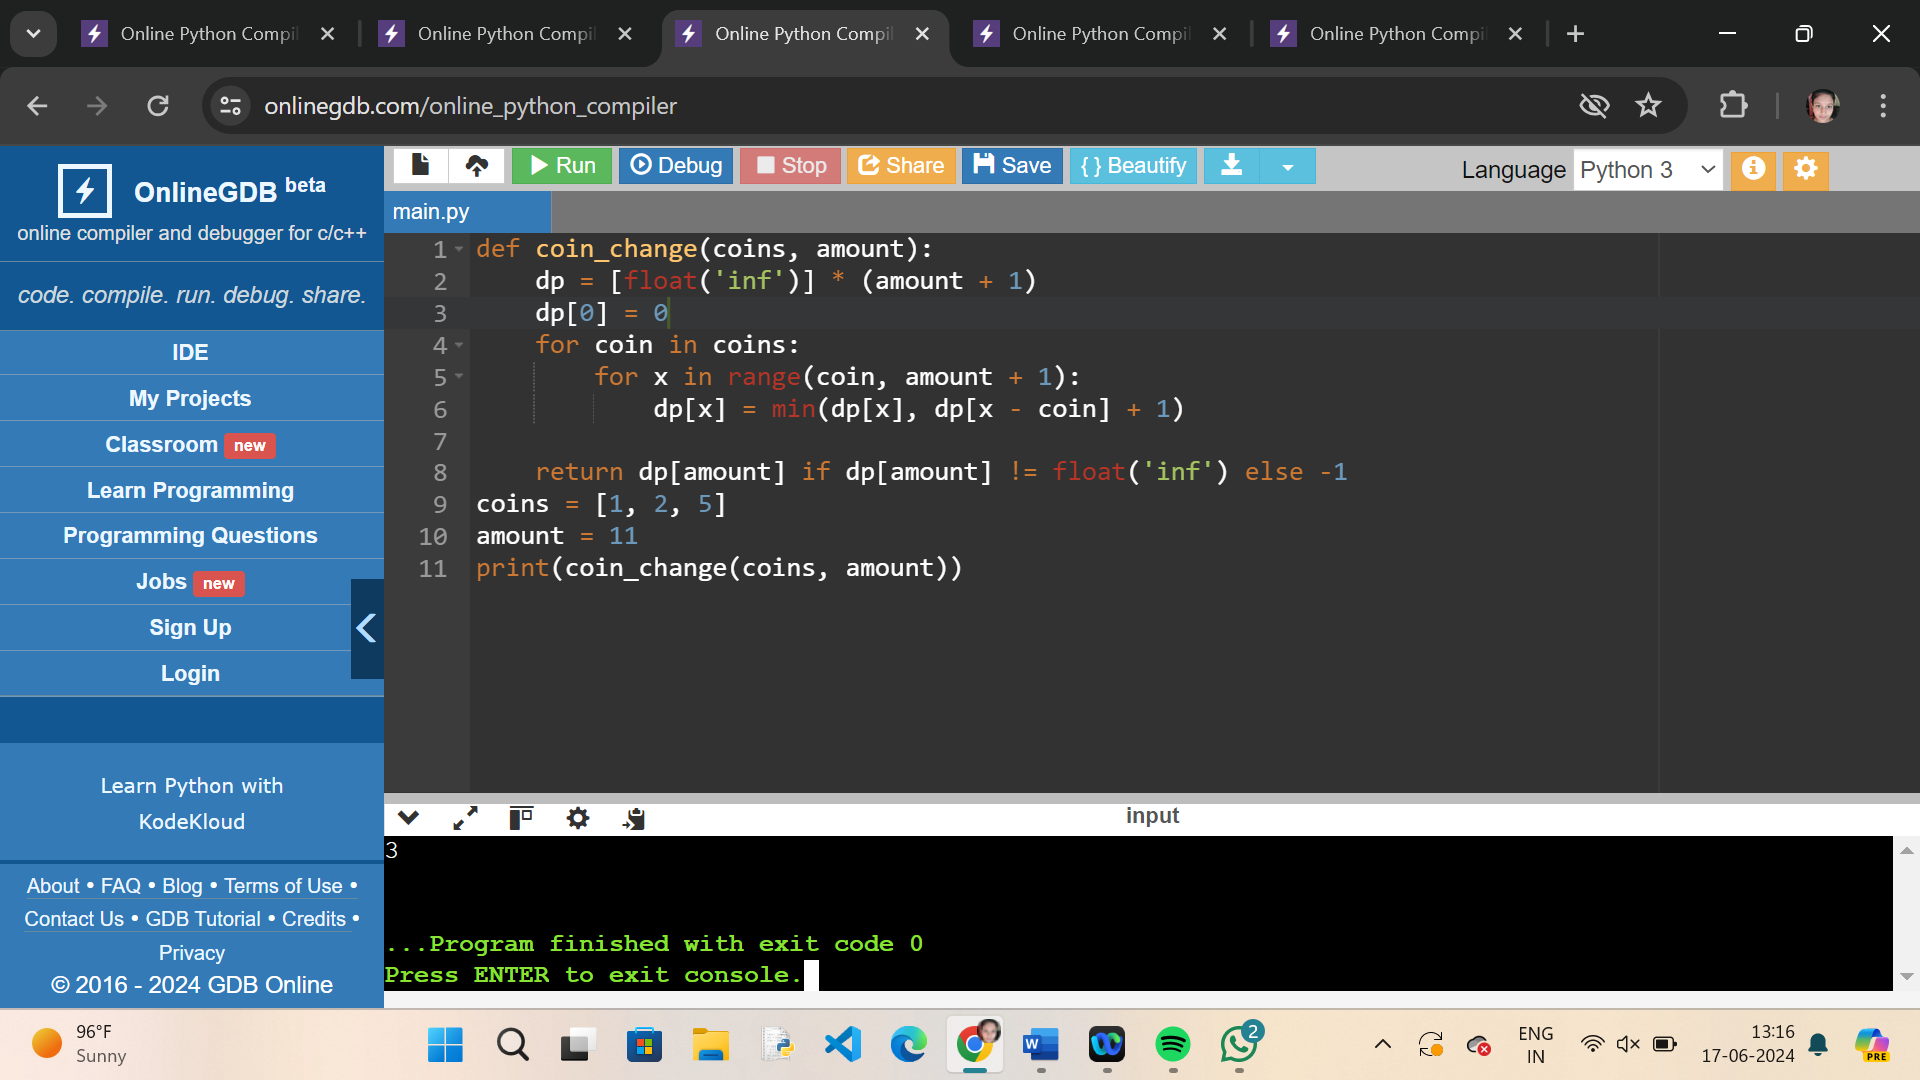 Online Python Compil
Online Python Compil
Online Python Compil
Online Python Compil
Online Python Compi
onlinegdb.com/online_python_compiler
OnlineGDB beta
online compiler and debugger for c/c++
code. compile. run. debug. share.
IDE
My Projects
Classroom new
Learn Programming
Programming Questions
Jobs new
Sign Up
Login
Learn Python with
KodeKloud
About • FAQ • Blog • Terms of Use •
Contact Us • GDB Tutorial • Credits •
Privacy
© 2016 - 2024 GDB Online
Run Debug Stop Share Save {} Beautify
Language Python 3
main.py
1 def coin_change(coins, amount):
2     dp = [float('inf')] * (amount + 1)
3     dp[0] = 0
4     for coin in coins:
5         for x in range(coin, amount + 1):
6             dp[x] = min(dp[x], dp[x - coin] + 1)
7
8     return dp[amount] if dp[amount] != float('inf') else -1
9 coins = [1, 2, 5]
10 amount = 11
11 print(coin_change(coins, amount))
input
3
...Program finished with exit code 0
Press ENTER to exit console.
96°F
Sunny
W
2
ENG
IN
13:16
17-06-2024
PRE